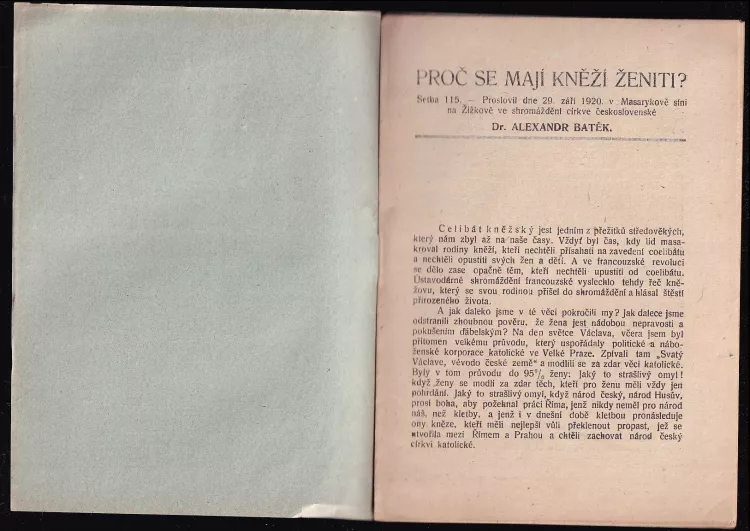 PROČ SE MAJÍ KNĚŽÍ ŽENITI?
Setba 115. — Proslovil dne 29. září 1920. v Masarykově síni
na Žižkově ve shromáždění církve československé
Dr. ALEXANDR BATĚK.
Celibát kněžský jest jedním z přežitků středověkých,
který nám zbyl až na naše časy. Vždyť byl čas, kdy lid masa-
kroval rodiny kněží, kteří nechtěli přísahati na zavedení coelibátu
a nechtěli opustiti svých žen a dětí. A ve francouzské revoluci
se dělo zase opačně těm, kteří nechtěli upustiti od coelibátu.
Ústavodárné shromáždění francouzské vyslechlo tehdy řeč kně-
žovu, který se svou rodinou přišel do shromáždění a hlásal štěstí
přirozeného života.
A jak daleko jsme v té věci pokročili my? Jak dalece jsme
odstranili zhoubnou pověru, že žena jest nádobou nepravosti a
pokušením ďábelským? Na den světce Václava, včera jsem byl
přítomen velkému průvodu, který uspořádaly politické a nábo-
ženské korporace katolické ve Velké Praze. Zpívali tam „Svatý
Václave, vévodo české země“ a modlili se za zdar věci katolické.
Byly v tom průvodu do 95% ženy: Jaký to strašlivý omyl!
když ženy se modlí za zdar těch, kteří pro ženu měli vždy jen
pohrdání. Jaký to strašlivý omyl, když národ český, národ Husův,
prosí boha, aby požehnal práci Říma, jenž nikdy neměl pro národ
náš, než kletby, a jenž i v dnešní době kletbou pronásleduje
ony kněze, kteří měli nejlepší vůli překlenout propast, jež se
utvořila mezi Římem a Prahou a chtěli zachovat národ český
církvi katolické.